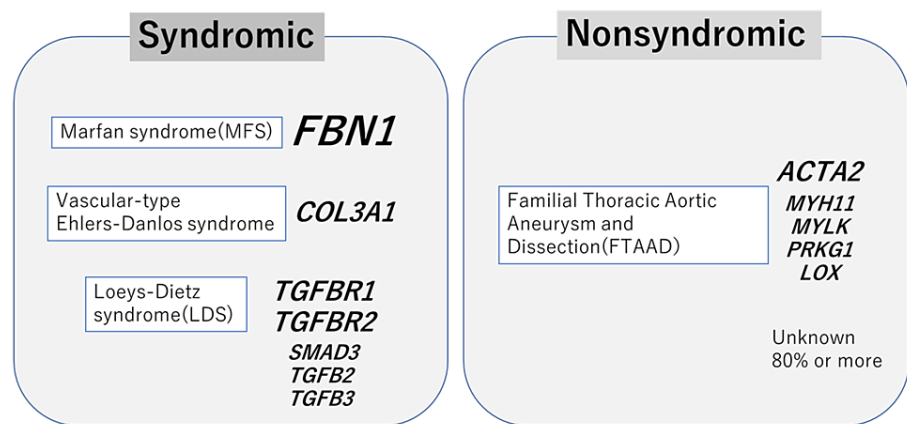 Syndromic
Marfan syndrome(MFS)
FBN1
Vascular-type
Ehlers-Danlos syndrome
COL3A1
Loeys-Dietz
syndrome(LDS)
TGFBR1
TGFBR2
SMAD3
TGFB2
TGFB3
Nonsyndromic
Familial Thoracic Aortic
Aneurysm and
Dissection(FTAAD)
ACTA2
MYH11
MYLK
PRKG1
LOX
Unknown
80% or more